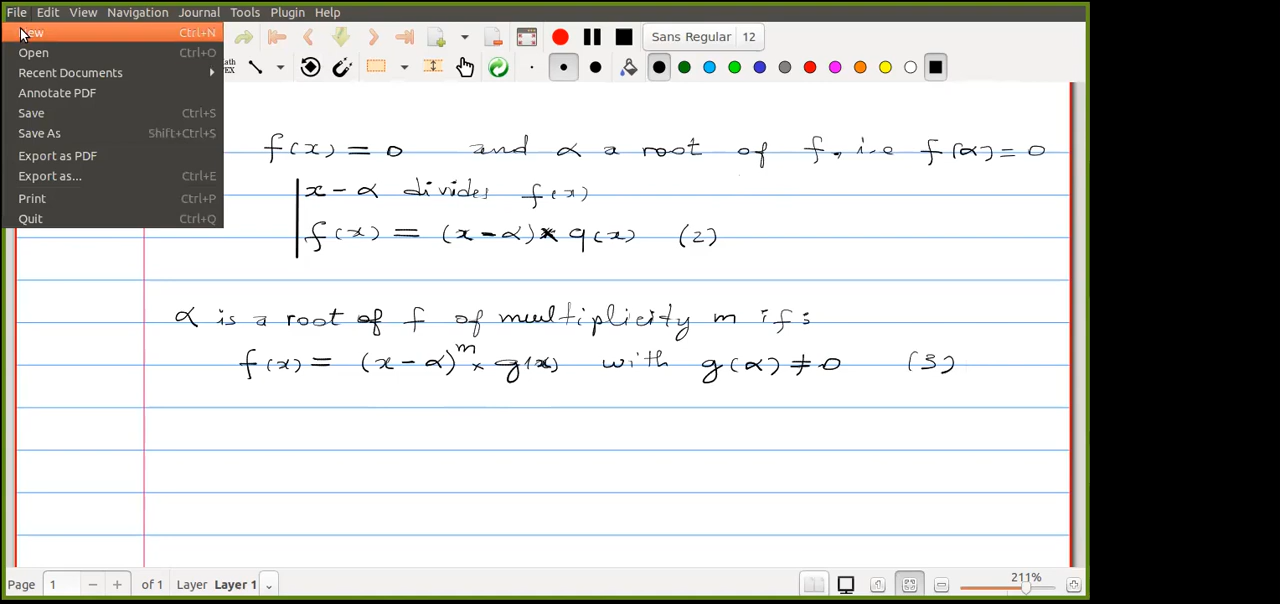 File Edit View Navigation Journal Tools Plugin Help
New Ctrl+N
Open Ctrl+O
Recent Documents
Annotate PDF
Save Ctrl+S
Save As Shift+Ctrl+S
Export as PDF
Export as... Ctrl+E
Print Ctrl+P
Quit Ctrl+Q
Sans Regular 12
f(x) = 0 and α a root of f, i.e f(α) = 0
x - α divides f(x)
f(x) = (x - α) × q(x) (2)
α is a root of f of multiplicity m if:
f(x) = (x - α)^m × g(x) with g(α) ≠ 0 (3)
Page 1 of 1 Layer Layer 1 211%